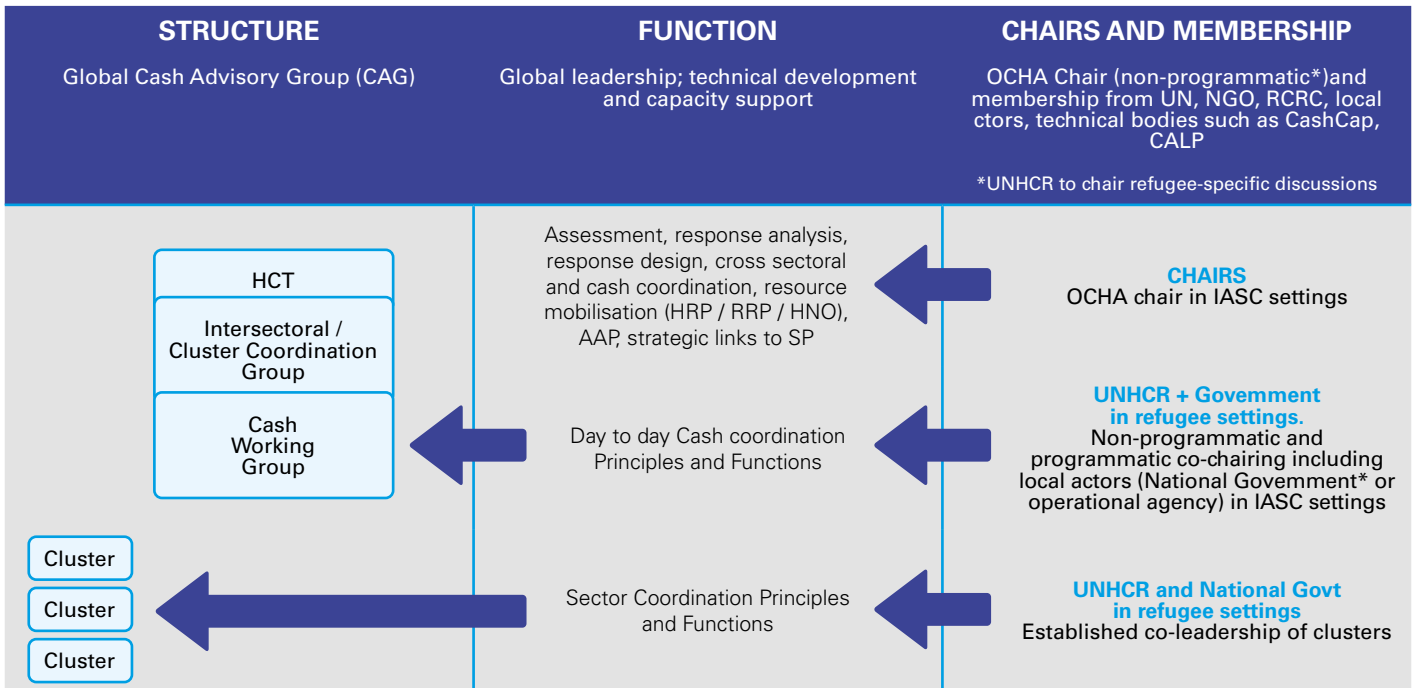 STRUCTURE
Global Cash Advisory Group (CAG)
FUNCTION
Global leadership; technical development
and capacity support
CHAIRS AND MEMBERSHIP
OCHA Chair (non-programmatic*)and
membership from UN, NGO, RCRC, local
ctors, technical bodies such as CashCap,
CALP
*UNHCR to chair refugee-specific discussions
HCT
Intersectoral /
Cluster Coordination
Group
Cash
Working
Group
Cluster
Cluster
Cluster
Assessment, response analysis,
response design, cross sectoral
and cash coordination, resource
mobilisation (HRP / RRP / HNO),
AAP, strategic links to SP
Day to day Cash coordination
Principles and Functions
Sector Coordination Principles
and Functions
CHAIRS
OCHA chair in IASC settings
UNHCR + Govemment
in refugee settings.
Non-programmatic and
programmatic co-chairing including
local actors (National Govemment* or
operational agency) in IASC settings
UNHCR and National Govt
in refugee settings
Established co-leadership of clusters